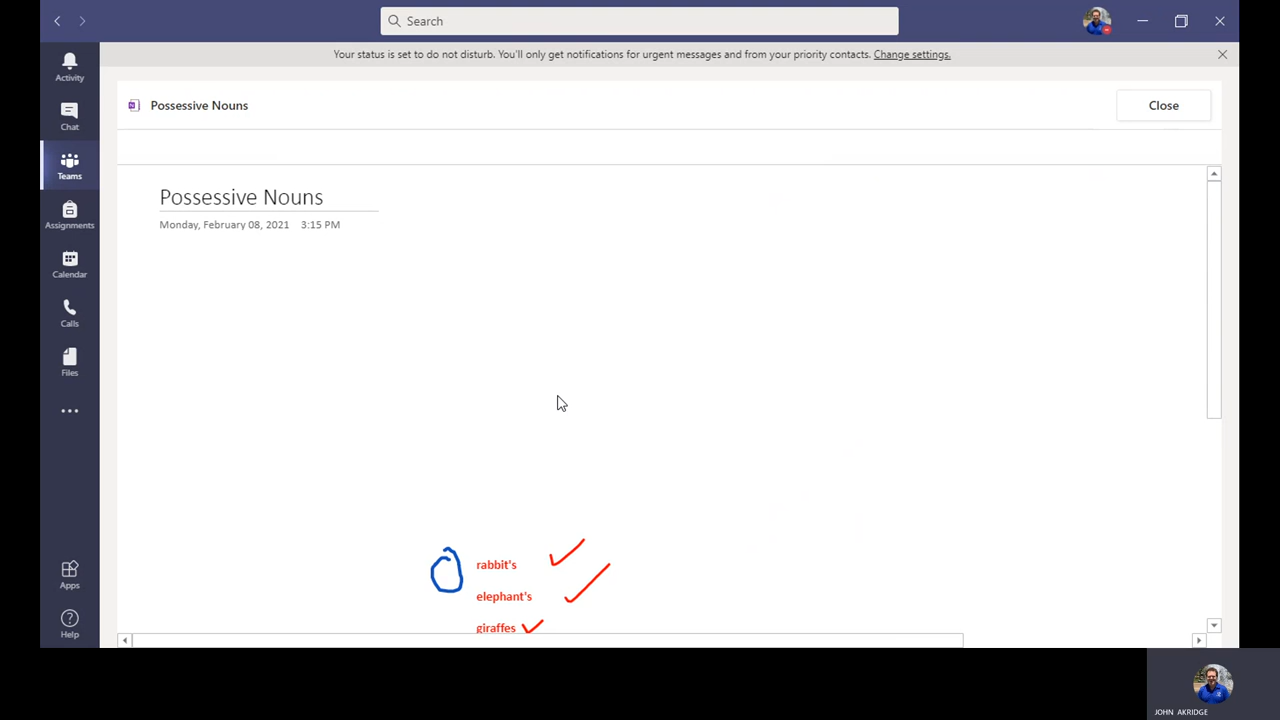 Search
Your status is set to do not disturb. You'll only get notifications for urgent messages and from your priority contacts. Change settings.
Activity
Chat
Teams
Assignments
Calendar
Calls
Files
Apps
Help
Possessive Nouns
Close
Possessive Nouns
Monday, February 08, 2021 3:15 PM
rabbit's
elephant's
giraffes
JOHN AKRIDGE